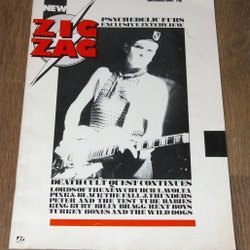 NEW
ZIG
ZAG
PSYCHEDELIC FURS
EXCLUSIVE INTERVIEW
DEATH CULT QUEST CONTINUES
LORDS OF THE NEW CHURCH L. WOLFA
PINK & BLACK THE FALL J THUNDERS
PETER AND THE TEST TUBE BABIES
KING KURT BILLY BRAGG RENT BOYS
TURKEY BONES AND THE WILD DOGS